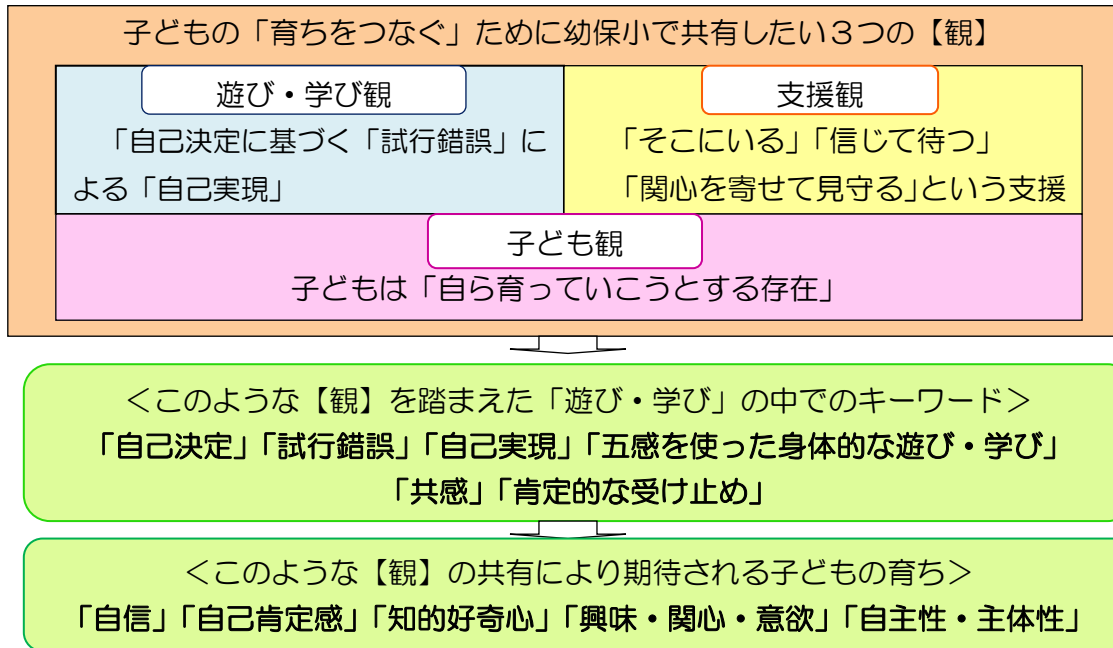 子どもの「育ちをつなぐ」ために幼保小で共有したい３つの【観】
遊び・学び観
「自己決定に基づく「試行錯誤」に
よる「自己実現」
支援観
「そこにいる」「信じて待つ」
「関心を寄せて見守る」という支援
子ども観
子どもは「自ら育っていこうとする存在」
＜このような【観】を踏まえた「遊び・学び」の中でのキーワード＞
「自己決定」「試行錯誤」「自己実現」「五感を使った身体的な遊び・学び」
「共感」「肯定的な受け止め」
＜このような【観】の共有により期待される子どもの育ち＞
「自信」「自己肯定感」「知的好奇心」「興味・関心・意欲」「自主性・主体性」